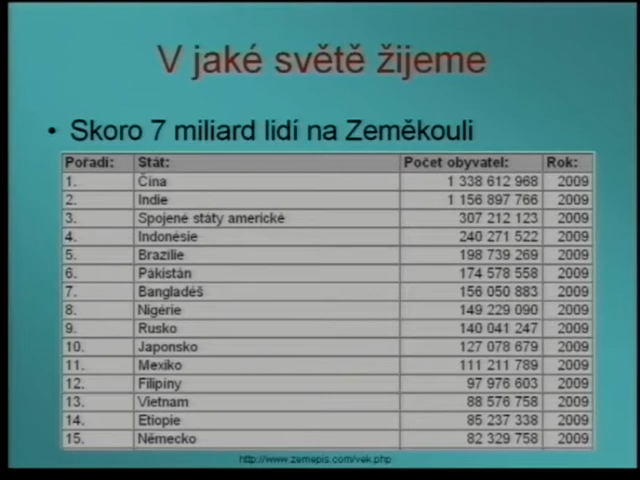 V jaké světě žijeme
• Skoro 7 miliard lidí na Zeměkouli
Pořadí: Stát: Počet obyvatel: Rok:
1. Čína 1 338 612 968 2009
2. Indie 1 156 897 766 2009
3. Spojené státy americké 307 212 123 2009
4. Indonésie 240 271 522 2009
5. Brazílie 198 739 269 2009
6. Pákistán 174 578 558 2009
7. Bangladéš 156 050 883 2009
8. Nigérie 149 229 090 2009
9. Rusko 140 041 247 2009
10. Japonsko 127 078 679 2009
11. Mexiko 111 211 789 2009
12. Filipíny 97 976 603 2009
13. Vietnam 88 576 758 2009
14. Etiopie 85 237 338 2009
15. Německo 82 329 758 2009
http://www.zemepis.com/vek.php